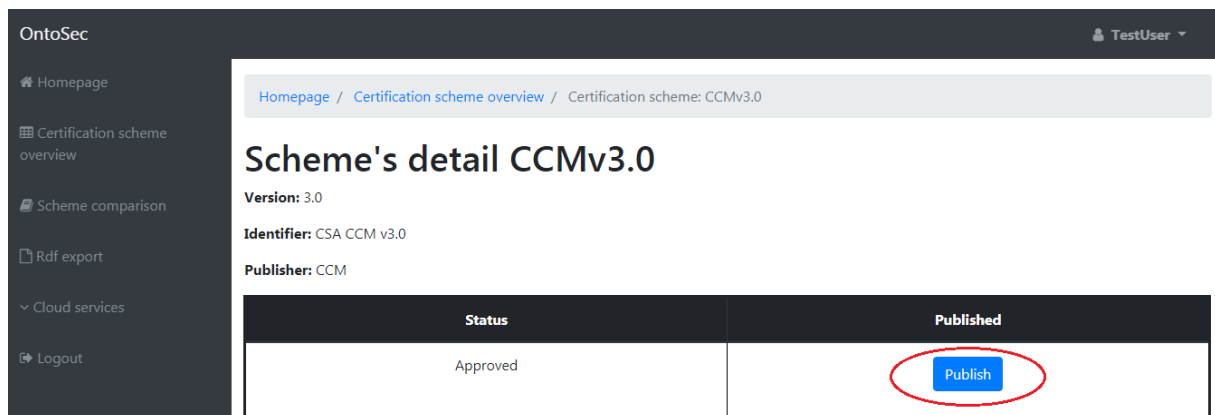 OntoSec
TestUser
Homepage
Certification scheme
overview
Scheme comparison
Rdf export
Cloud services
Logout
Homepage / Certification scheme overview / Certification scheme: CCMv3.0
Scheme's detail CCMv3.0
Version: 3.0
Identifier: CSA CCM v3.0
Publisher: CCM
Status Published
Approved Publish